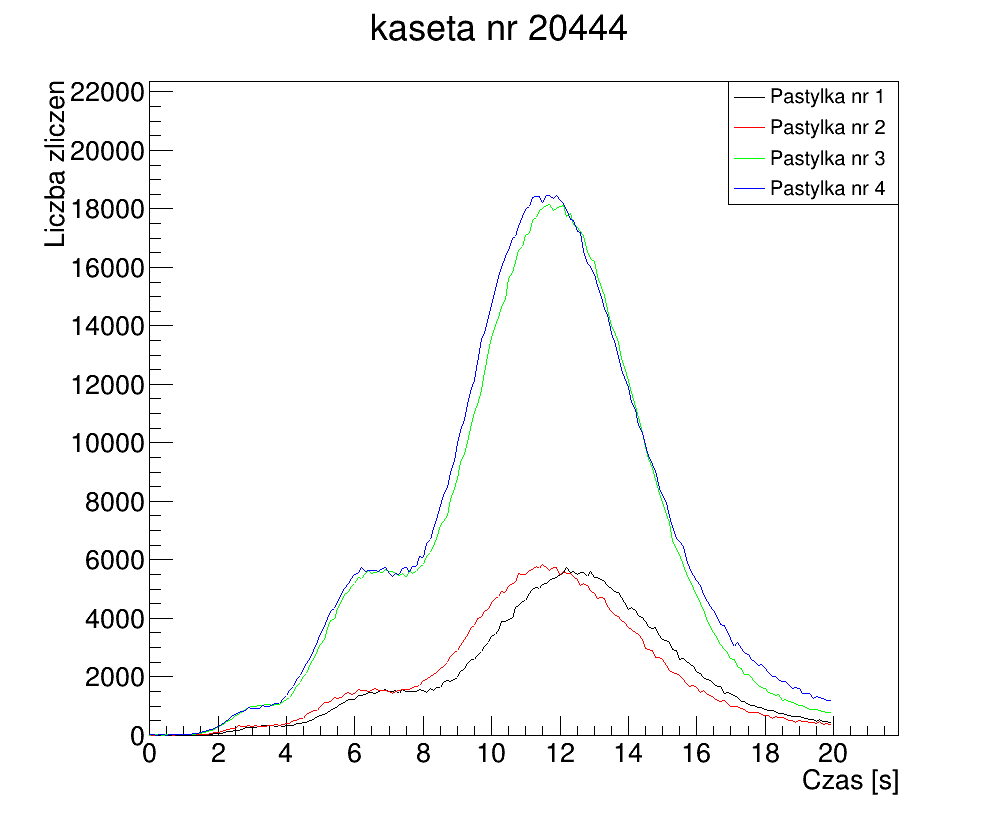 kaseta nr 20444
Liczba zliczen
22000
20000
18000
16000
14000
12000
10000
8000
6000
4000
2000
0
Pastylka nr 1
Pastylka nr 2
Pastylka nr 3
Pastylka nr 4
0 2 4 6 8 10 12 14 16 18 20
Czas [s]